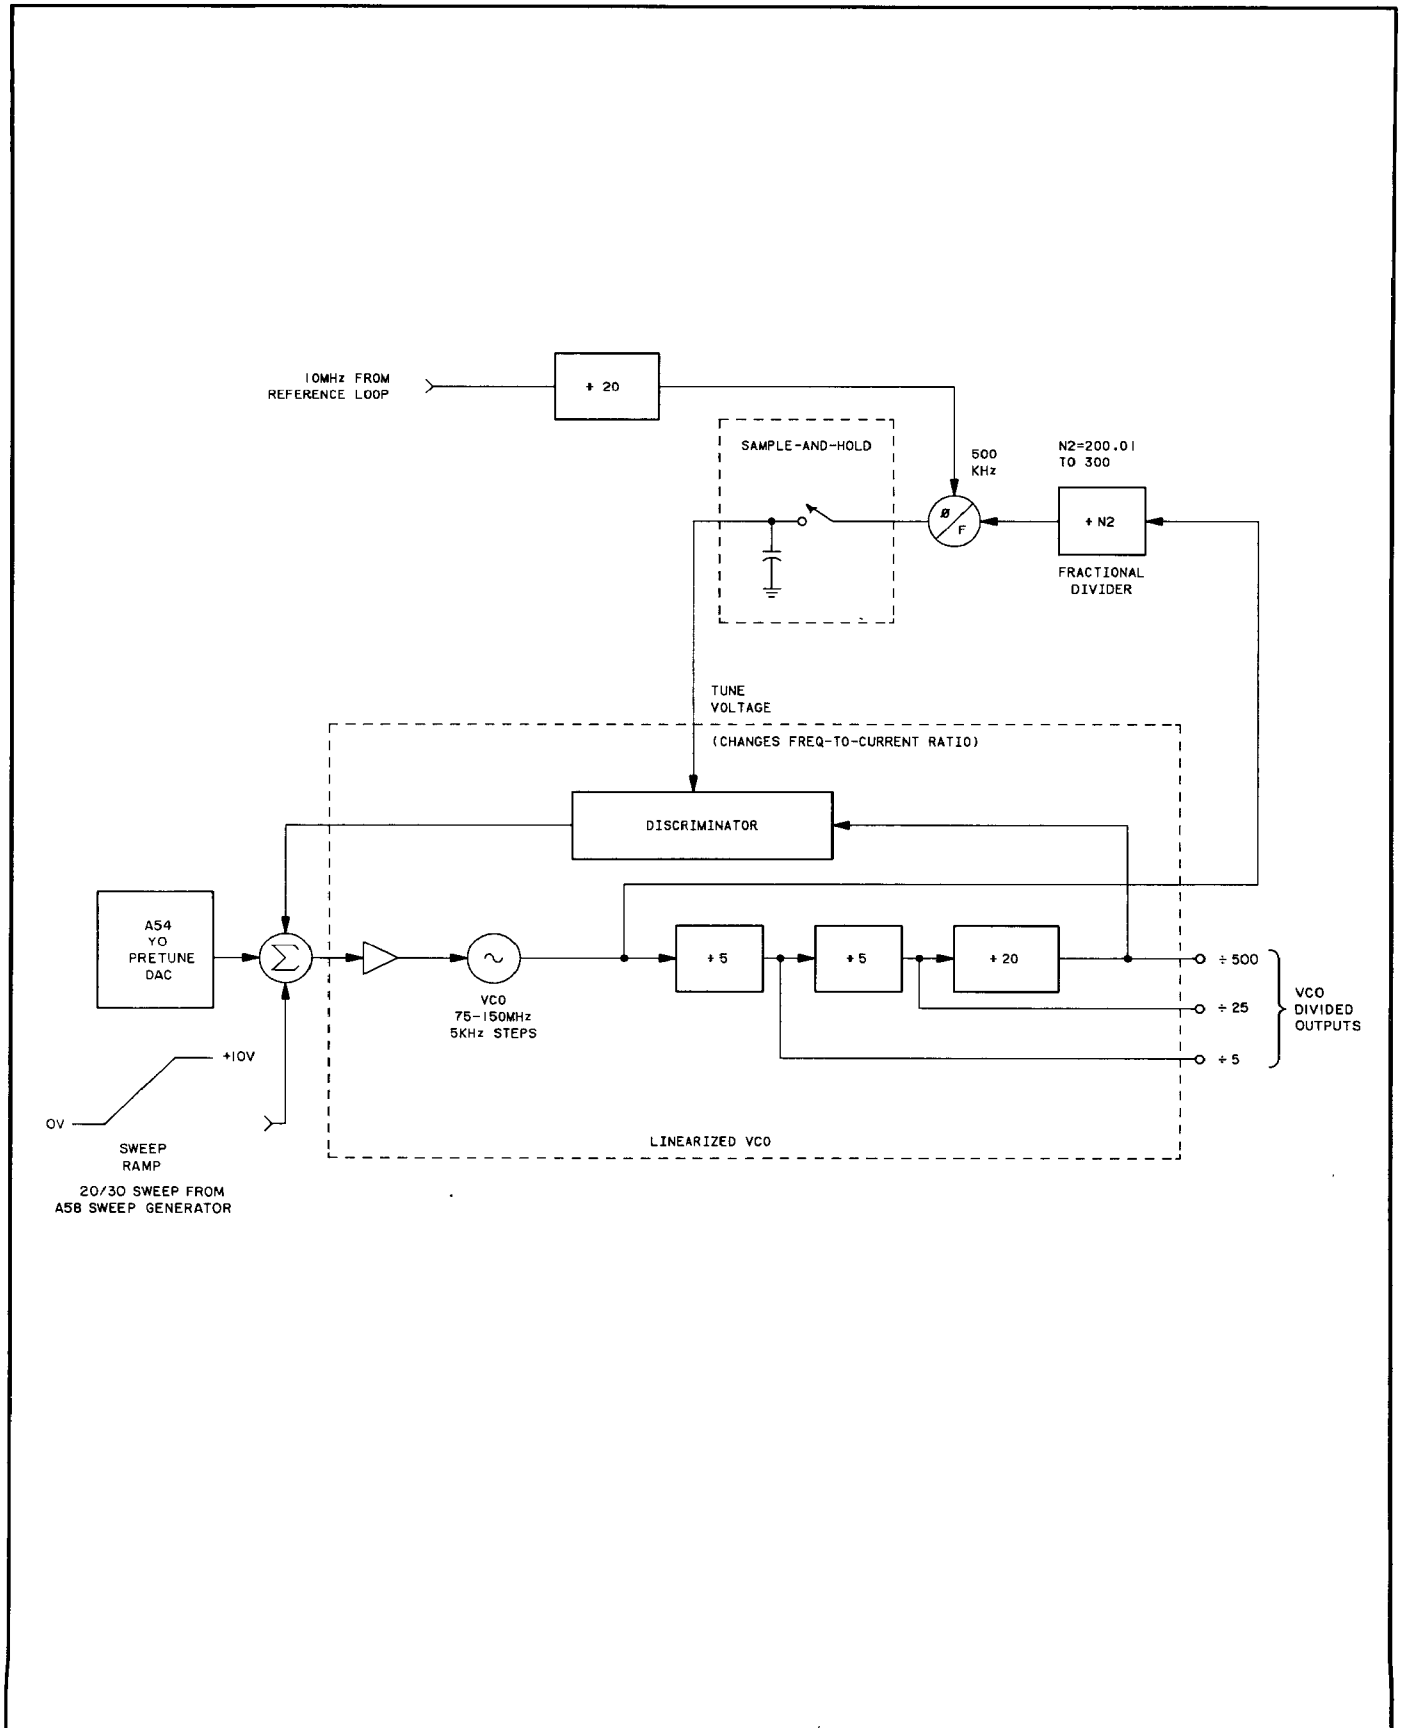 10MHz FROM
REFERENCE LOOP
÷ 20
SAMPLE-AND-HOLD
500
KHz
N2=200.01
TO 300
Ø
F
÷ N2
FRACTIONAL
DIVIDER
TUNE
VOLTAGE
(CHANGES FREQ-TO-CURRENT RATIO)
DISCRIMINATOR
A54
YO
PRETUNE
DAC
Σ
~
VCO
75-150MHz
5KHz STEPS
÷ 5
÷ 5
÷ 20
÷ 500
÷ 25
÷ 5
VCO
DIVIDED
OUTPUTS
+10V
0V
SWEEP
RAMP
20/30 SWEEP FROM
A58 SWEEP GENERATOR
LINEARIZED VCO